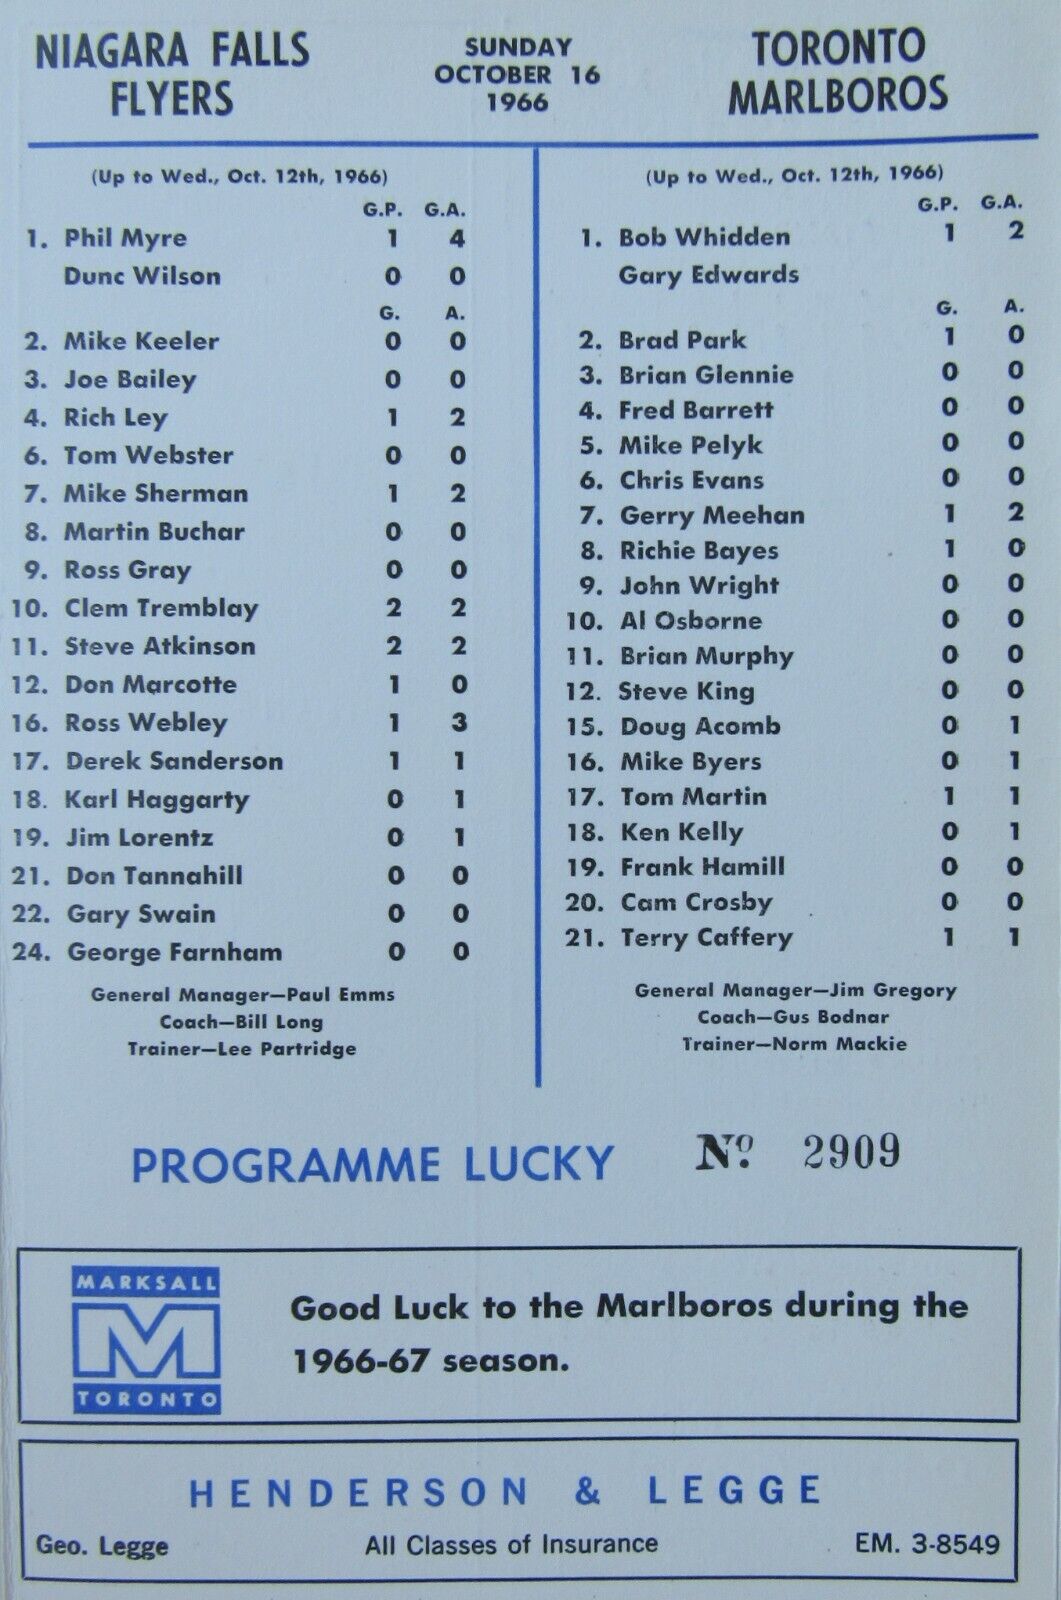 NIAGARA FALLS
FLYERS
SUNDAY
OCTOBER 16
1966
TORONTO
MARLBOROS
(Up to Wed., Oct. 12th, 1966)
G.P. G.A.
1. Phil Myre 1 4
Dunc Wilson 0 0
G. A.
2. Mike Keeler 0 0
3. Joe Bailey 0 0
4. Rich Ley 1 2
6. Tom Webster 0 0
7. Mike Sherman 1 2
8. Martin Buchar 0 0
9. Ross Gray 0 0
10. Clem Tremblay 2 2
11. Steve Atkinson 2 2
12. Don Marcotte 1 0
16. Ross Webley 1 3
17. Derek Sanderson 1 1
18. Karl Haggarty 0 1
19. Jim Lorentz 0 1
21. Don Tannahill 0 0
22. Gary Swain 0 0
24. George Farnham 0 0
General Manager—Paul Emms
Coach—Bill Long
Trainer—Lee Partridge
(Up to Wed., Oct. 12th, 1966)
G.P. G.A.
1. Bob Whidden 1 2
Gary Edwards
G. A.
2. Brad Park 1 0
3. Brian Glennie 0 0
4. Fred Barrett 0 0
5. Mike Pelyk 0 0
6. Chris Evans 0 0
7. Gerry Meehan 1 2
8. Richie Bayes 1 0
9. John Wright 0 0
10. Al Osborne 0 0
11. Brian Murphy 0 0
12. Steve King 0 0
15. Doug Acomb 0 1
16. Mike Byers 0 1
17. Tom Martin 1 1
18. Ken Kelly 0 1
19. Frank Hamill 0 0
20. Cam Crosby 0 0
21. Terry Caffery 1 1
General Manager—Jim Gregory
Coach—Gus Bodnar
Trainer—Norm Mackie
PROGRAMME LUCKY Nº. 2909
MARKSALL
M
TORONTO
Good Luck to the Marlboros during the
1966-67 season.
HENDERSON & LEGGE
Geo. Legge All Classes of Insurance EM. 3-8549